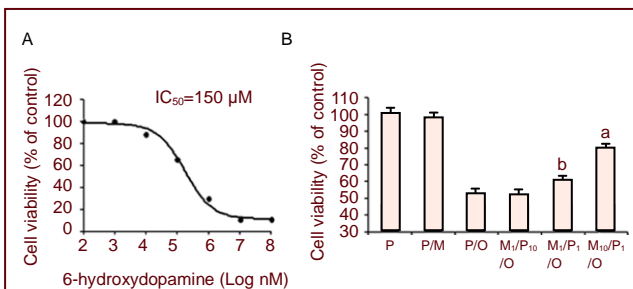 A
Cell viability (% of control)
120
100
80
60
40
20
0
IC50=150 µM
2 3 4 5 6 7 8
6-hydroxydopamine (Log nM)
B
Cell viability (% of control)
110
100
90
80
70
60
50
40
30
b
a
P P/M P/O M1/P10 M1/P1 M10/P1
/O /O /O